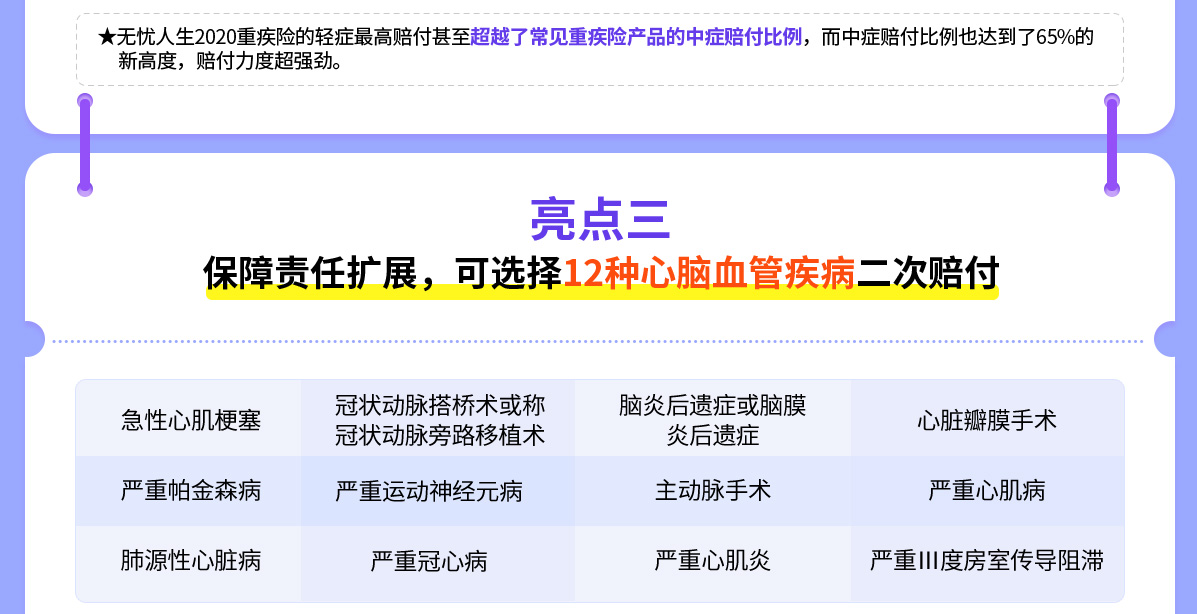 ★无忧人生2020重疾险的轻症最高赔付甚至超越了常见重疾险产品的中症赔付比例，而中症赔付比例也达到了65%的
新高度，赔付力度超强劲。
亮点三
保障责任扩展，可选择12种心脑血管疾病二次赔付
急性心肌梗塞
冠状动脉搭桥术或称
冠状动脉旁路移植术
脑炎后遗症或脑膜
炎后遗症
心脏瓣膜手术
严重帕金森病
严重运动神经元病
主动脉手术
严重心肌病
肺源性心脏病
严重冠心病
严重心肌炎
严重III度房室传导阻滞